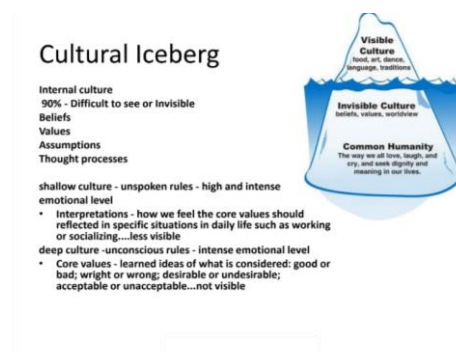 Cultural Iceberg
Internal culture
90% - Difficult to see or Invisible
Beliefs
Values
Assumptions
Thought processes
shallow culture - unspoken rules - high and intense
emotional level
• Interpretations - how we feel the core values should
reflected in specific situations in daily life such as working
or socializing....less visible
deep culture -unconscious rules - intense emotional level
• Core values - learned ideas of what is considered: good or
bad; wright or wrong; desirable or undesirable;
acceptable or unacceptable...not visible
Visible
Culture
food, art, dance,
language, traditions
Invisible Culture
beliefs, values, worldview
Common Humanity
The way we all love, laugh, and
cry, and seek dignity and
meaning in our lives.